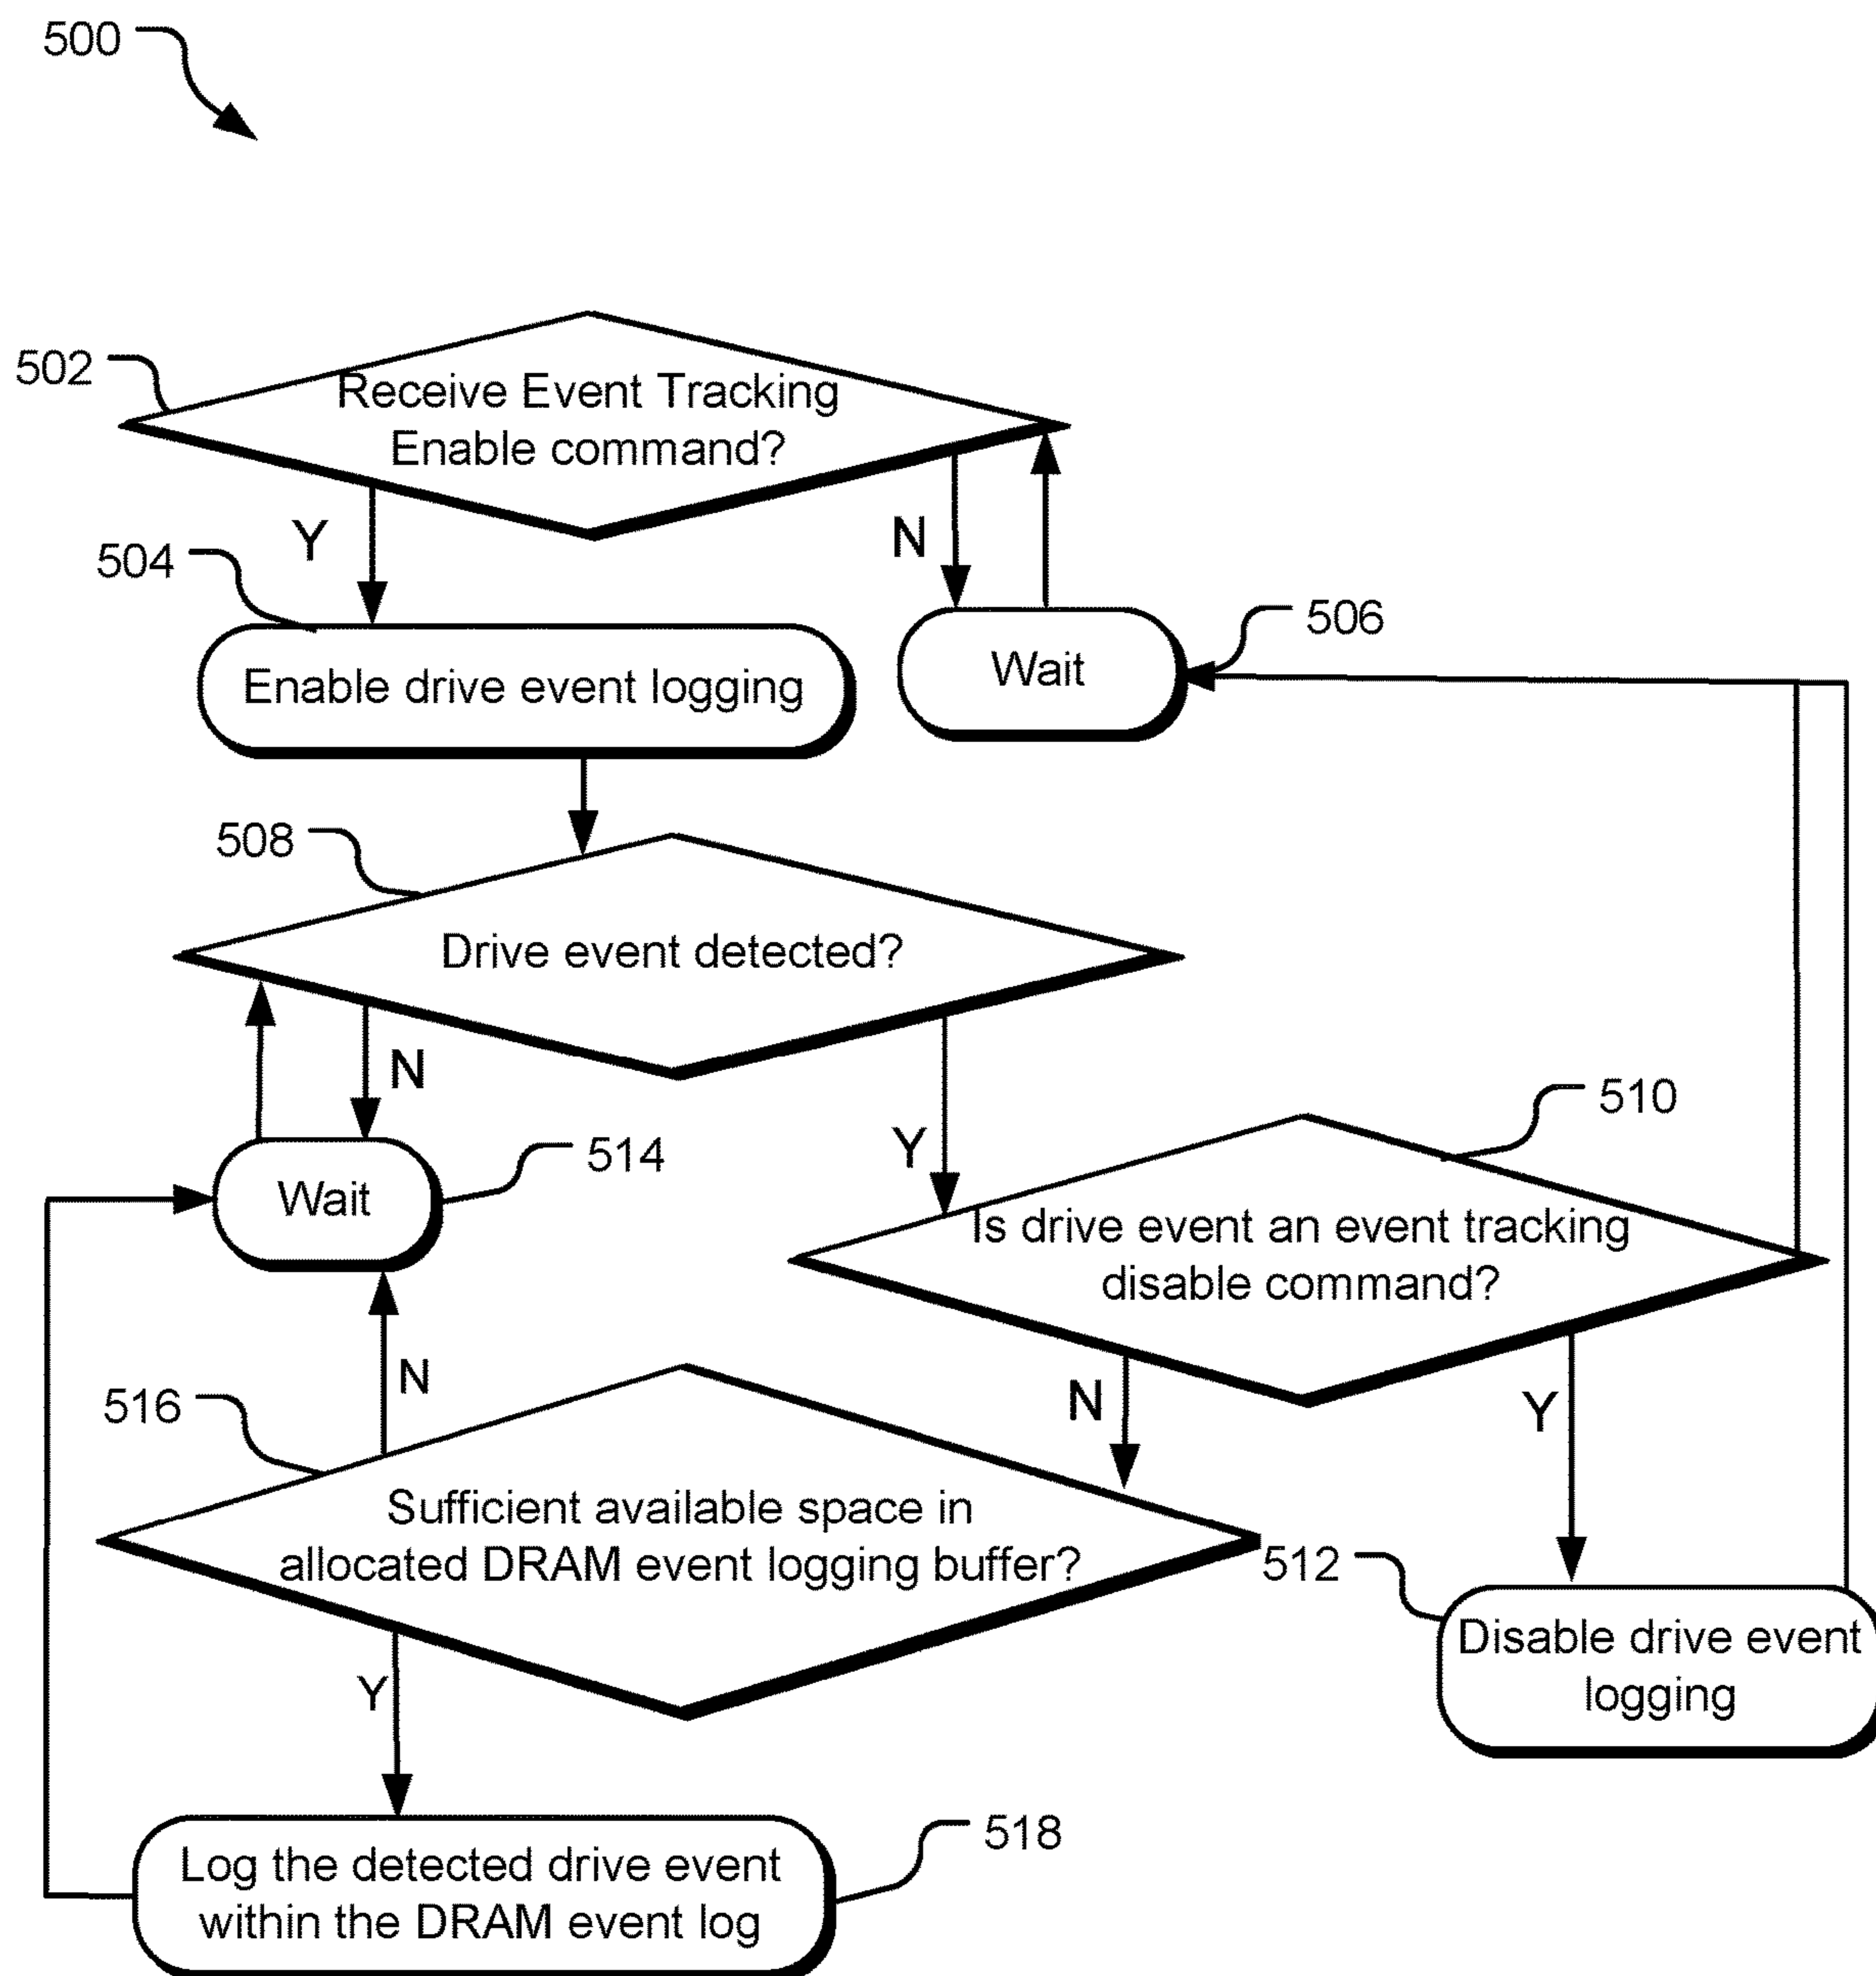 500
502
Receive Event Tracking
Enable command?
Y
N
504
506
Enable drive event logging
Wait
508
Drive event detected?
N
Y
510
514
Wait
Is drive event an event tracking
disable command?
N
516
N
Y
Sufficient available space in
allocated DRAM event logging buffer?
512
Y
Disable drive event
logging
518
Log the detected drive event
within the DRAM event log